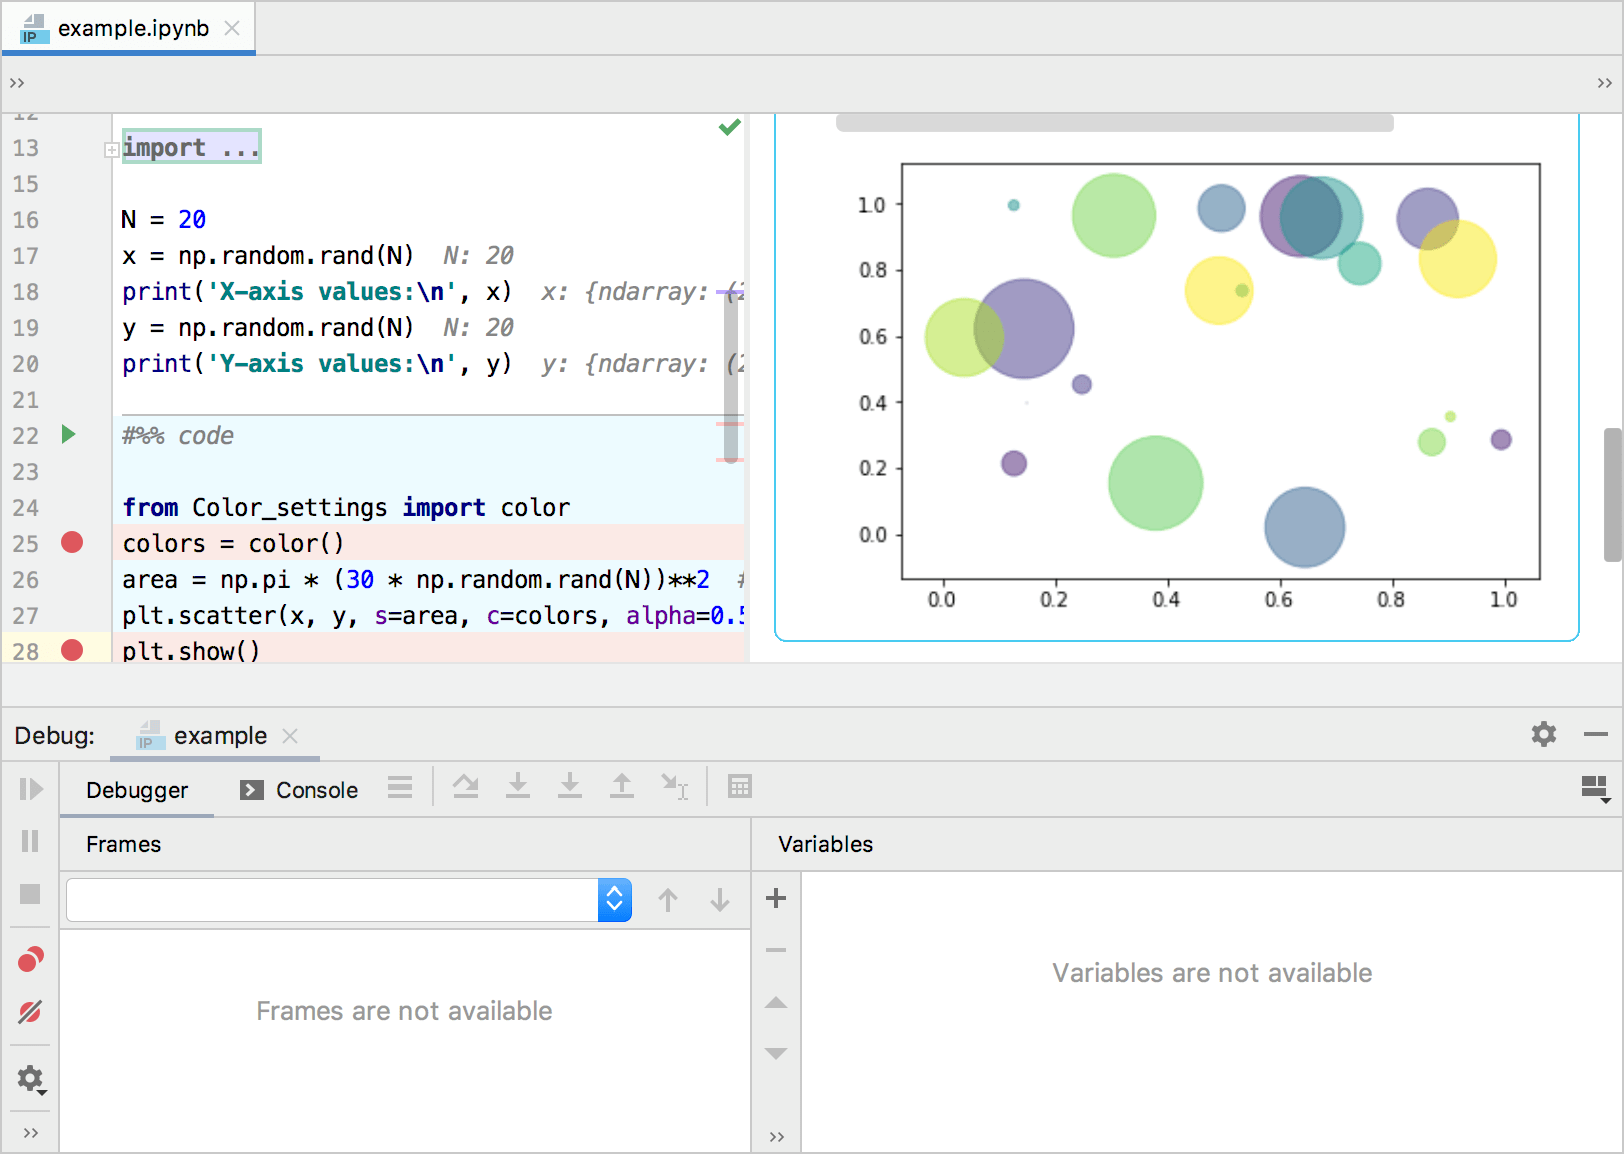 IP example.ipynb
12
13 import ...
15
16 N = 20
17 x = np.random.rand(N) N: 20
18 print('X-axis values:\n', x) x: {ndarray: (2
19 y = np.random.rand(N) N: 20
20 print('Y-axis values:\n', y) y: {ndarray: (2
21
22 #%% code
23
24 from Color_settings import color
25 colors = color()
26 area = np.pi * (30 * np.random.rand(N))**2 #
27 plt.scatter(x, y, s=area, c=colors, alpha=0.5
28 plt.show()
1.0
0.8
0.6
0.4
0.2
0.0
0.0 0.2 0.4 0.6 0.8 1.0
Debug: IP example
Debugger Console
Frames Variables
Frames are not available
Variables are not available